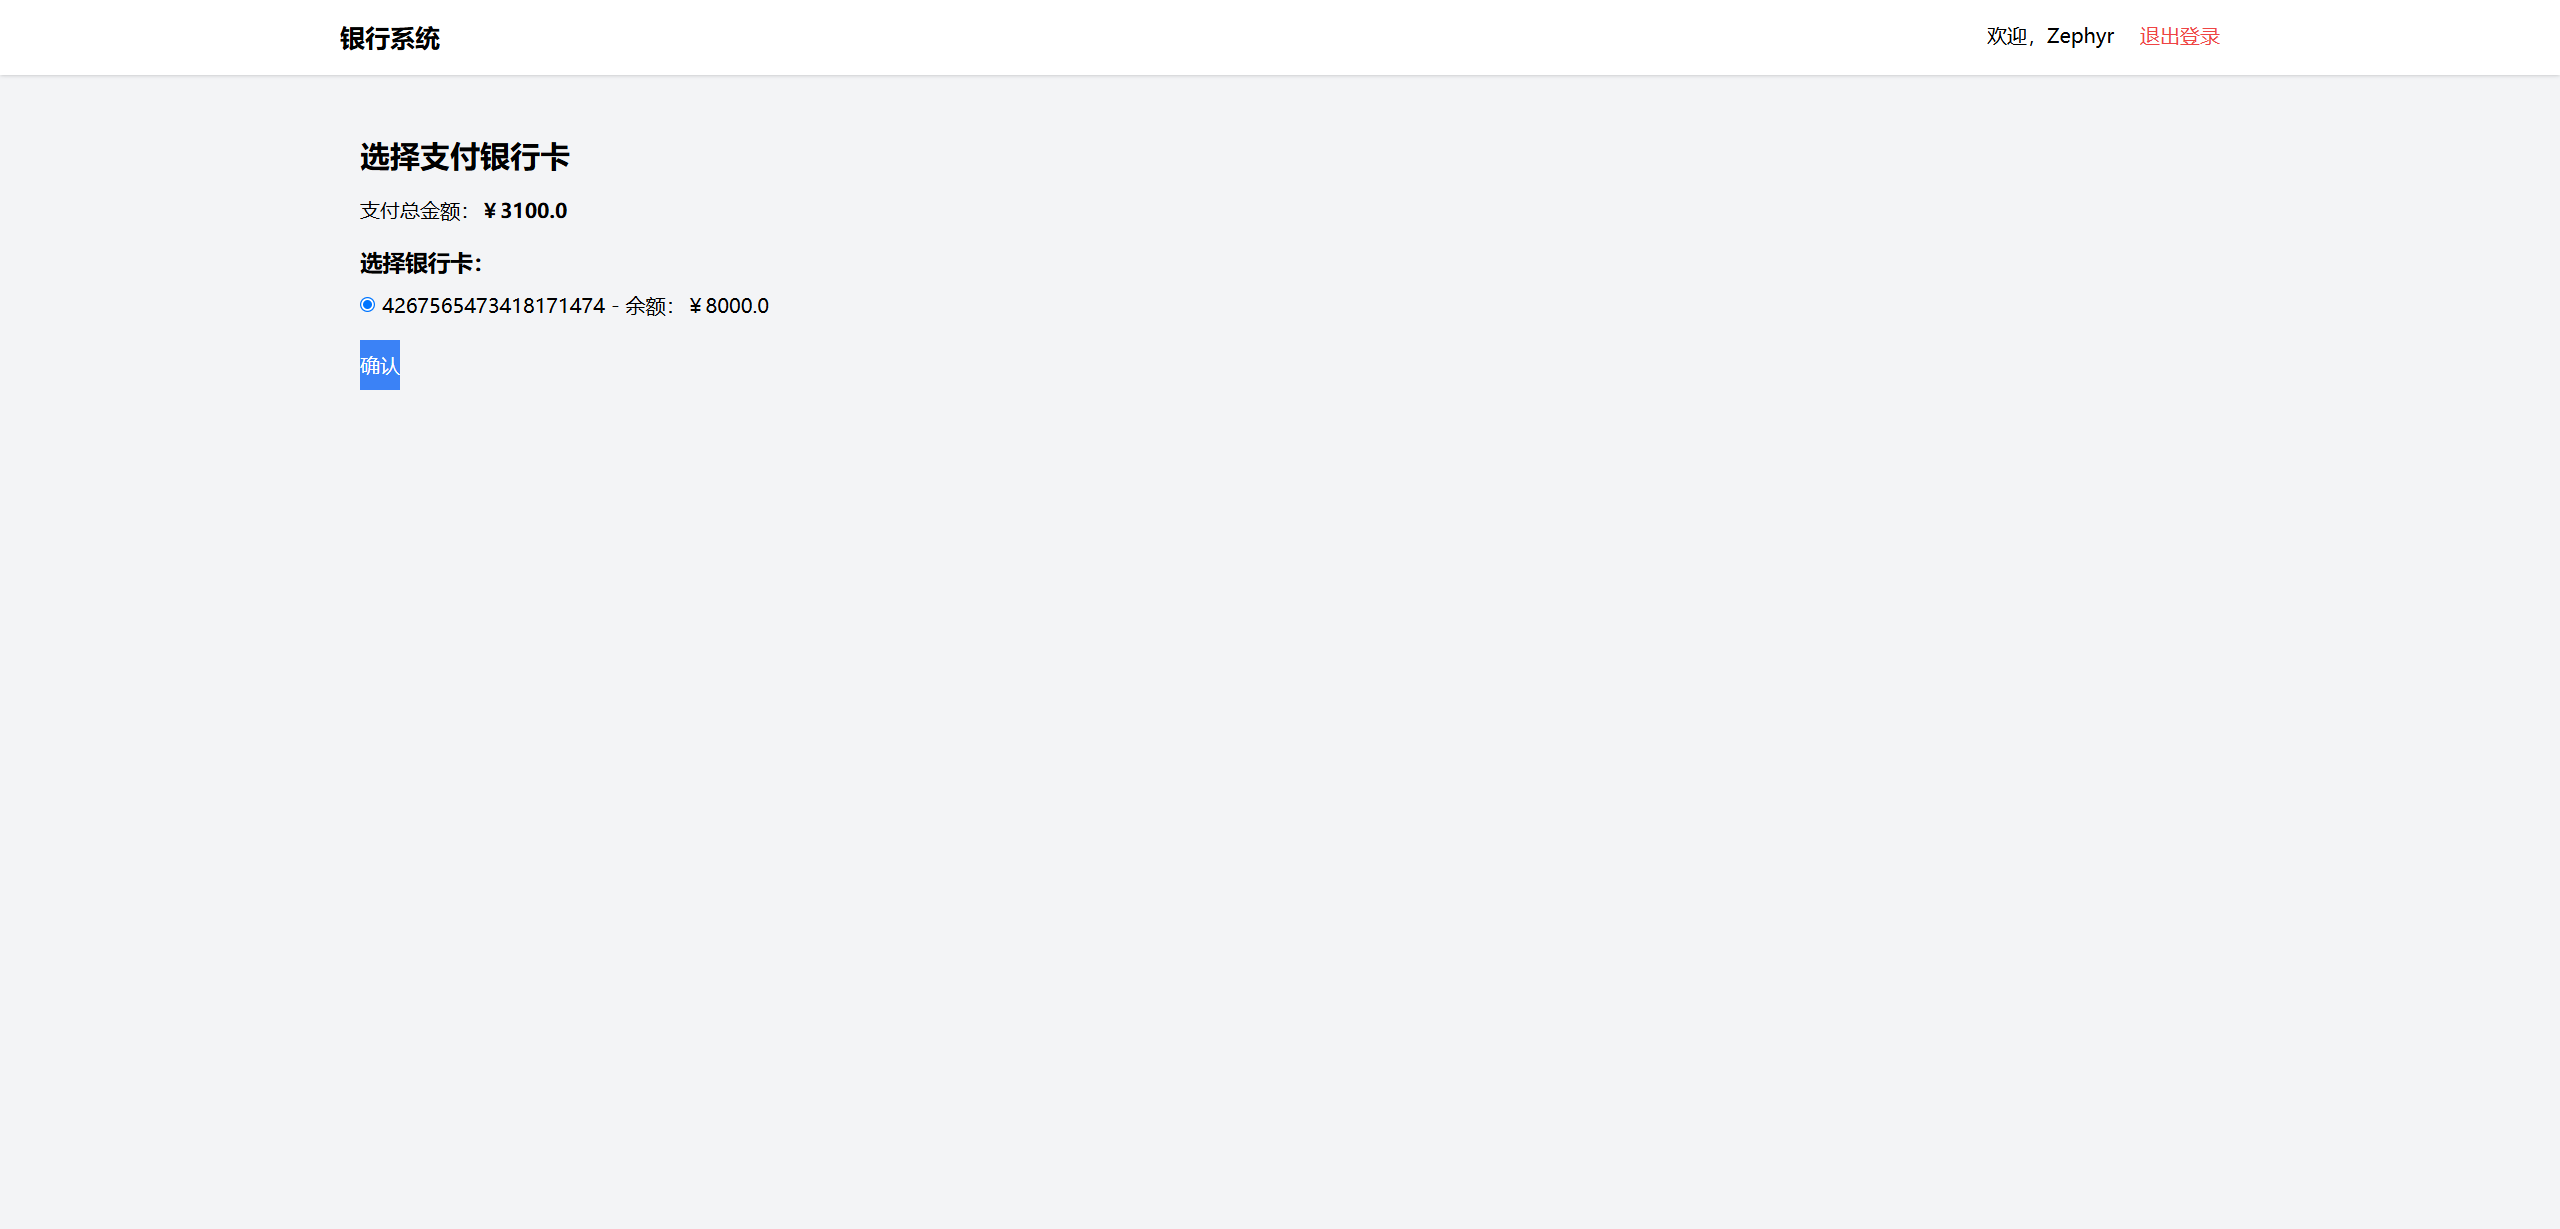 银行系统
欢迎，Zephyr 退出登录
选择支付银行卡
支付总金额：￥3100.0
选择银行卡：
4267565473418171474 - 余额：￥8000.0
确认